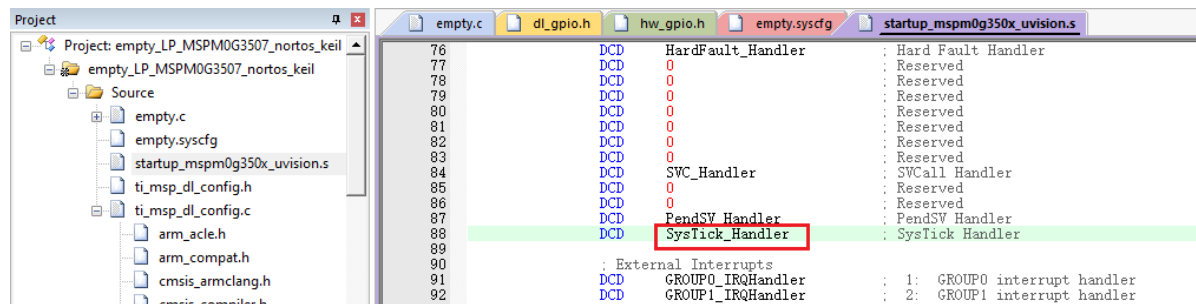 Project
Project: empty_LP_MSPM0G3507_nortos_keil
empty_LP_MSPM0G3507_nortos_keil
Source
empty.c
empty.syscfg
startup_mspm0g350x_uvision.s
ti_msp_dl_config.h
ti_msp_dl_config.c
arm_acle.h
arm_compat.h
cmsis_armclang.h
cmsis_compiler.h
empty.c dl_gpio.h hw_gpio.h empty.syscfg startup_mspm0g350x_uvision.s
76 DCD HardFault_Handler ; Hard Fault Handler
77 DCD 0 ; Reserved
78 DCD 0 ; Reserved
79 DCD 0 ; Reserved
80 DCD 0 ; Reserved
81 DCD 0 ; Reserved
82 DCD 0 ; Reserved
83 DCD 0 ; Reserved
84 DCD SVC_Handler ; SVCall Handler
85 DCD 0 ; Reserved
86 DCD 0 ; Reserved
87 DCD PendSV_Handler ; PendSV Handler
88 DCD SysTick_Handler ; SysTick Handler
89
90 ; External Interrupts
91 DCD GROUP0_IRQHandler ; 1: GROUP0 interrupt handler
92 DCD GROUP1_IRQHandler ; 2: GROUP1 interrupt handler